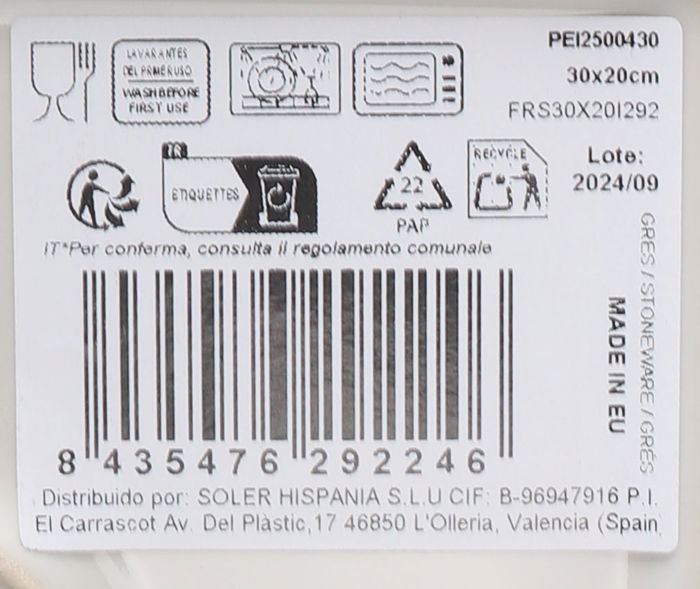 LAVAR ANTES
DEL PRIMER USO
WASH BEFORE
FIRST USE
PEI2500430
30x20cm
FRS30X20I292
FR
ETIQUETTES
22
PAP
RECYCLE
Lote:
2024/09
IT*Per conferma, consulta il regolamento comunale
GRES / STONEWARE / GRÈS
MADE IN EU
8 435476 292246
Distribuido por: SOLER HISPANIA S.L.U CIF: B-96947916 P.I.
El Carrascot Av. Del Plàstic,17 46850 L'Olleria, Valencia (Spain